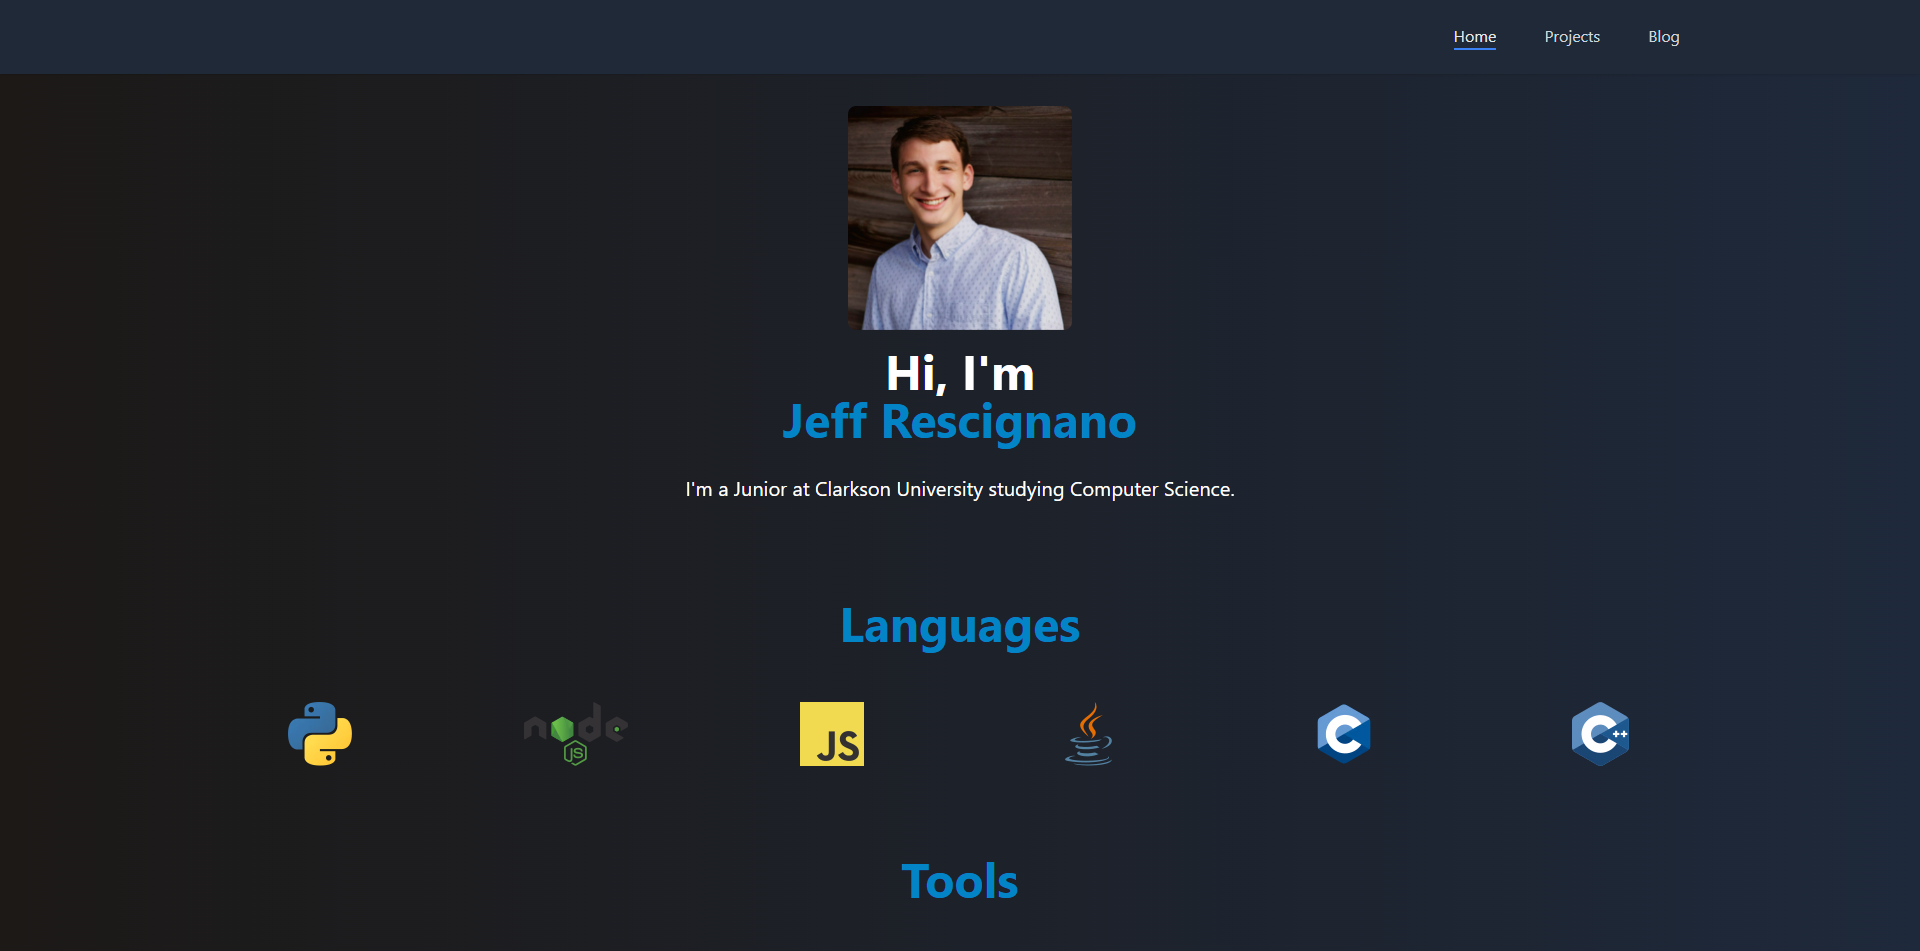 Home Projects Blog
Hi, I'm
Jeff Rescignano
I'm a Junior at Clarkson University studying Computer Science.
Languages
node
JS
JS
C
C++
Tools